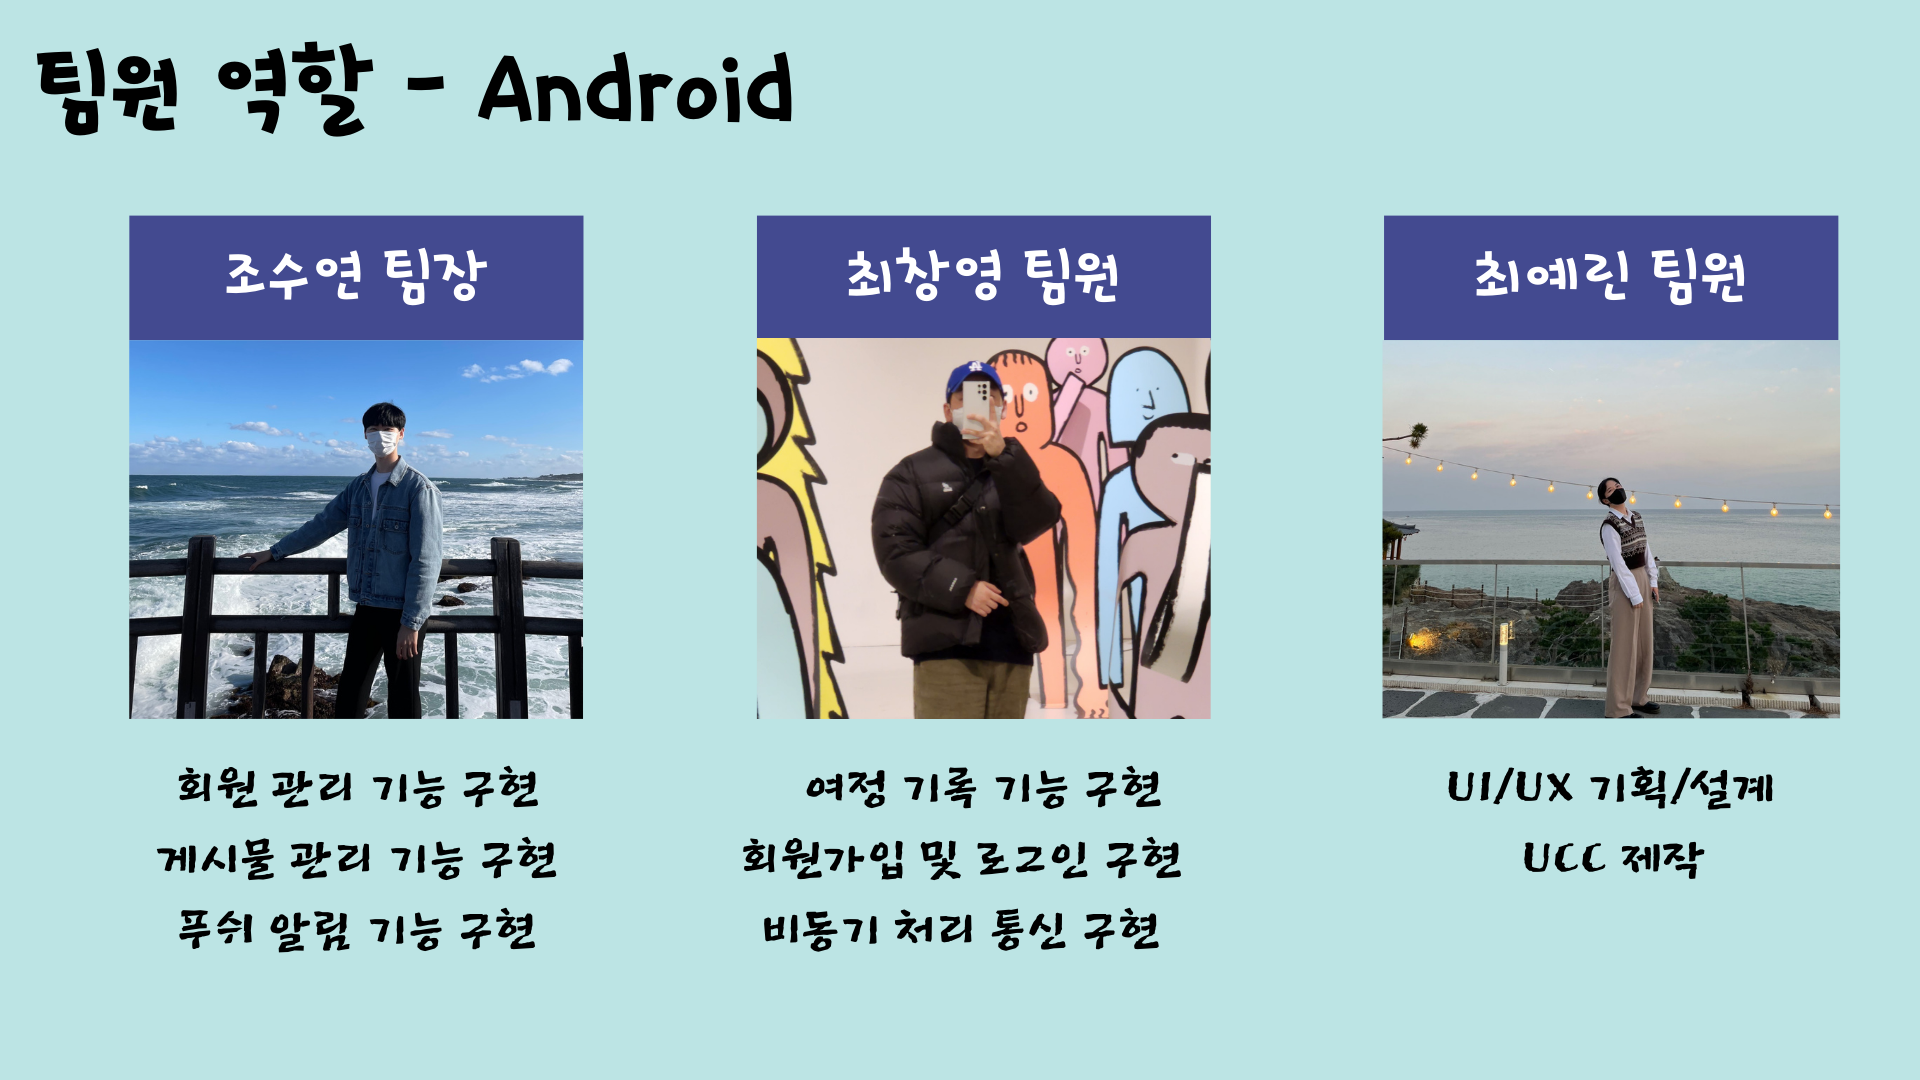 팀원 역할 - Android
조수연 팀장
최창영 팀원
최예린 팀원
회원 관리 기능 구현
게시물 관리 기능 구현
푸쉬 알림 기능 구현
여정 기록 기능 구현
회원가입 및 로그인 구현
비동기 처리 통신 구현
UI/UX 기획/설계
UCC 제작